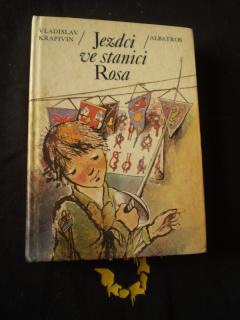 VLADISLAV
KRAPIVIN
/ Jezdci / ALBATROS
ve stanici
Rosa